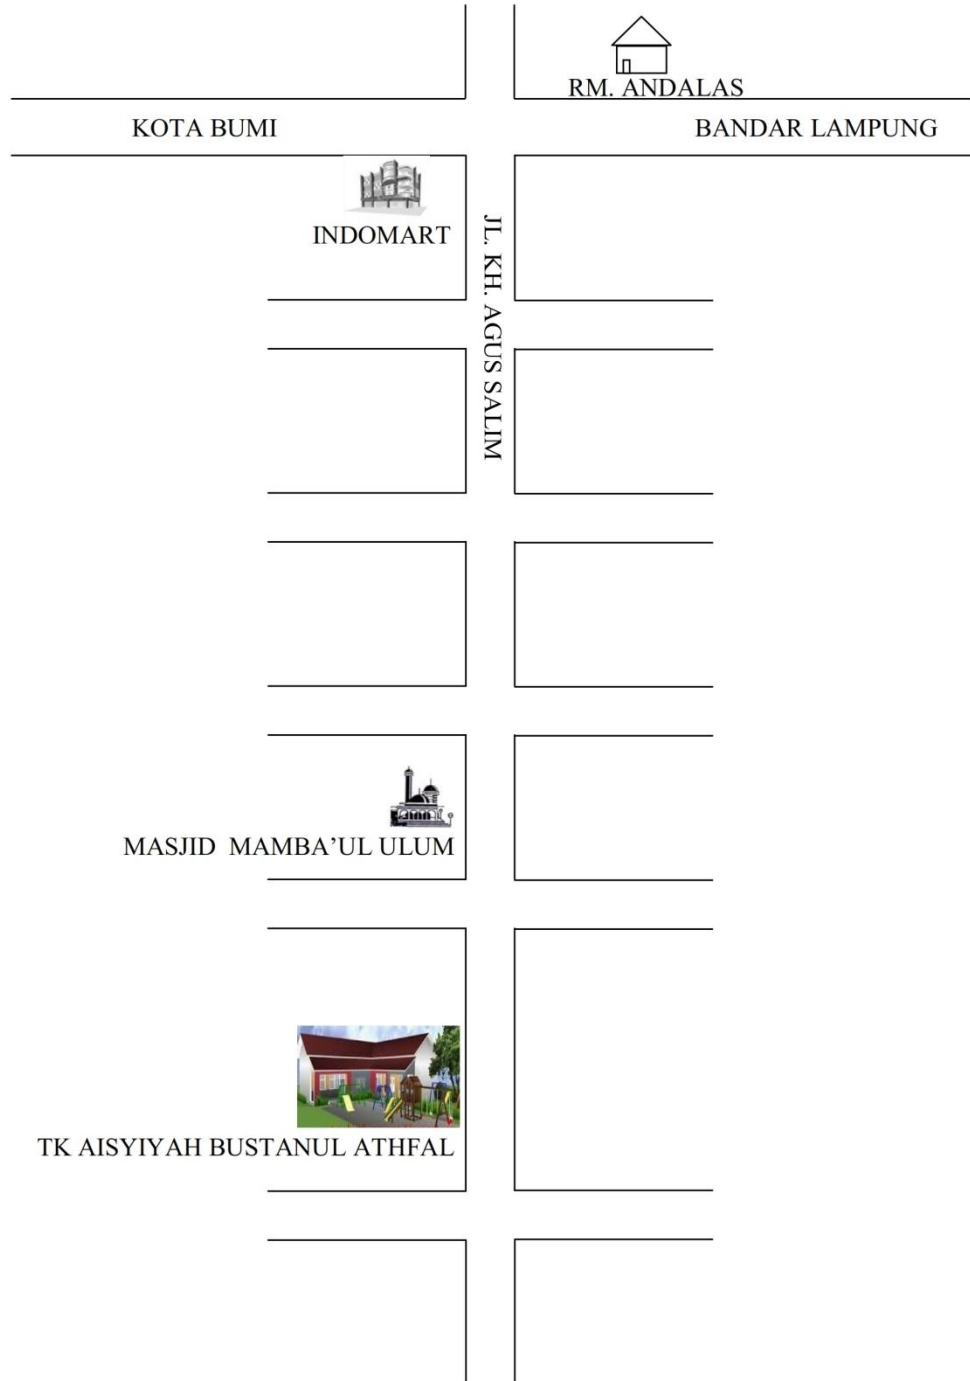 RM. ANDALAS
KOTA BUMI
BANDAR LAMPUNG
INDOMART
JL. KH. AGUS SALIM
MASJID MAMBA’UL ULUM
TK AISYIYAH BUSTANUL ATHFAL